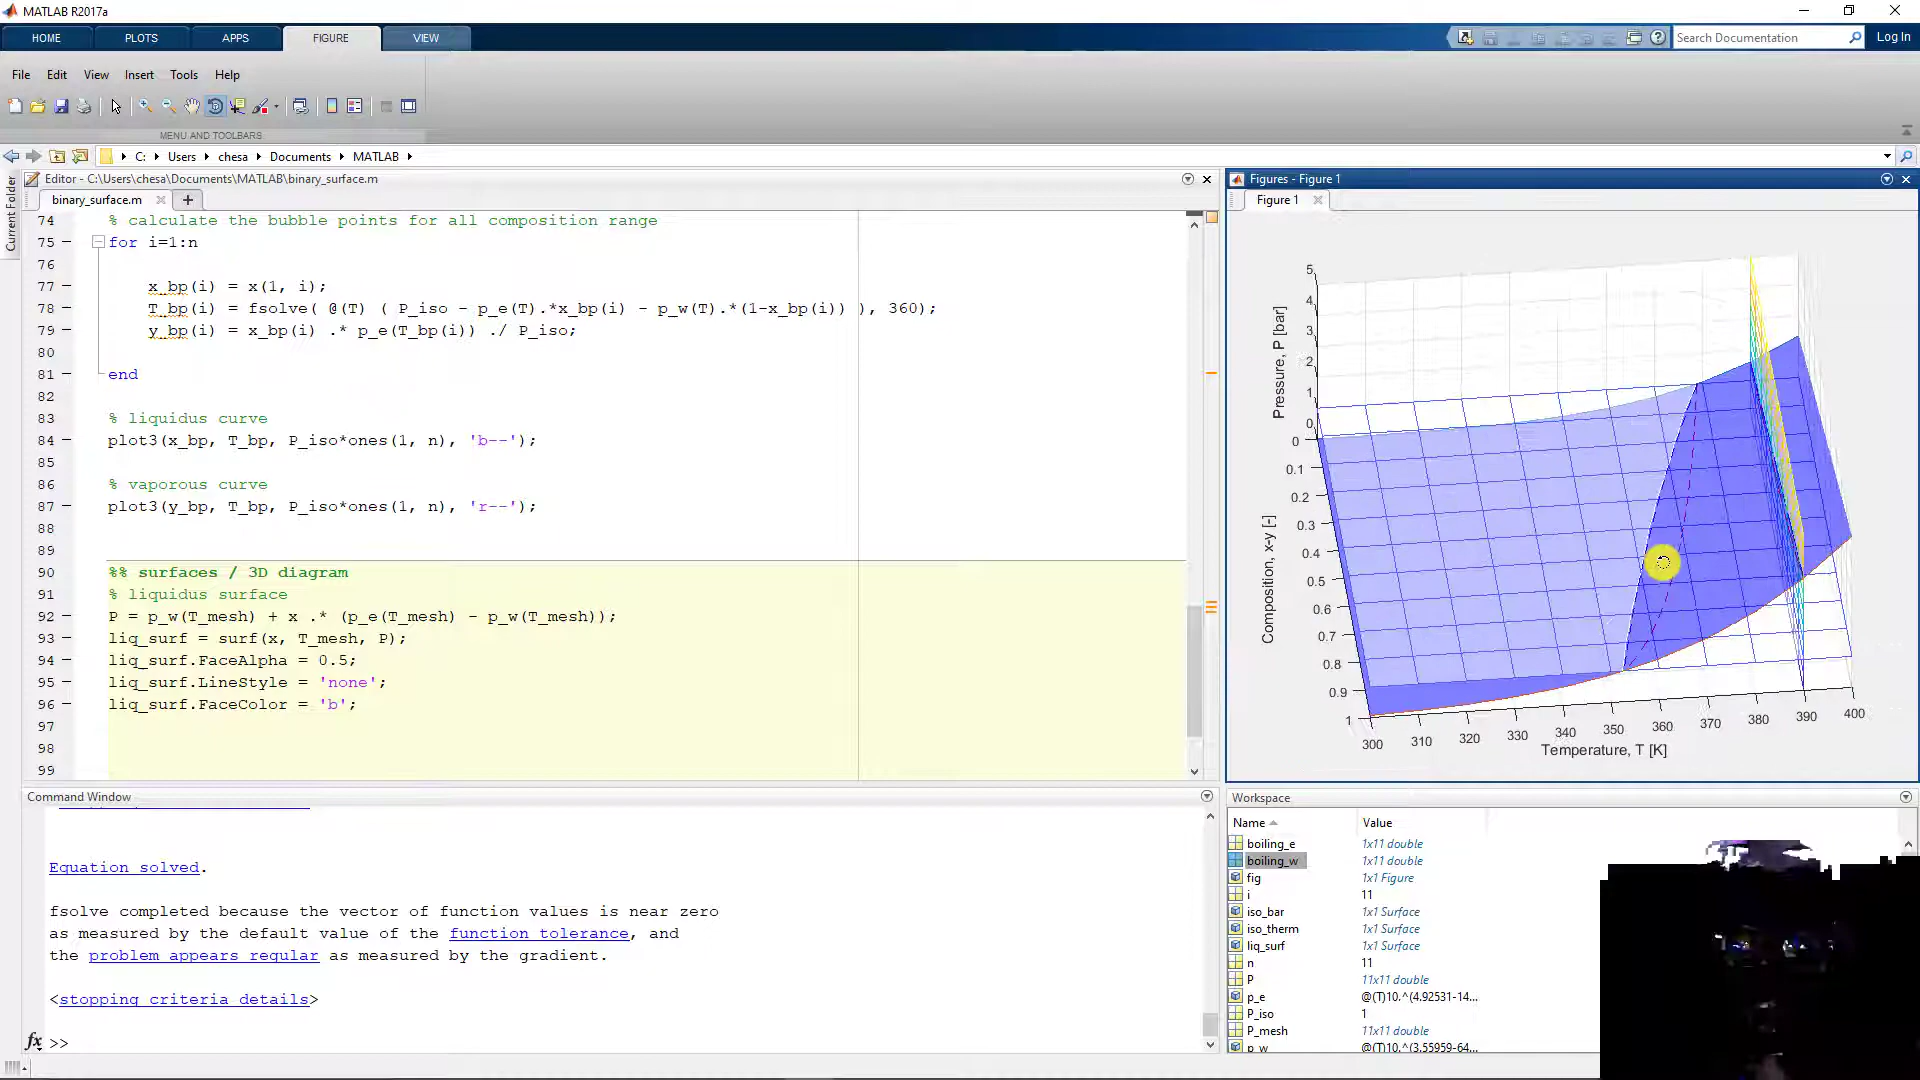 MATLAB R2017a
HOME PLOTS APPS FIGURE VIEW
Search Documentation
Log In
File Edit View Insert Tools Help
MENU AND TOOLBARS
C: Users chesa Documents MATLAB
Current Folder
Editor - C:\Users\chesa\Documents\MATLAB\binary_surface.m
binary_surface.m
74 % calculate the bubble points for all composition range
75 for i=1:n
76
77 x_bp(i) = x(1, i);
78 T_bp(i) = fsolve( @(T) ( P_iso - p_e(T).*x_bp(i) - p_w(T).*(1-x_bp(i)) ), 360);
79 y_bp(i) = x_bp(i) .* p_e(T_bp(i)) ./ P_iso;
80
81 end
82
83 % liquidus curve
84 plot3(x_bp, T_bp, P_iso*ones(1, n), 'b--');
85
86 % vaporous curve
87 plot3(y_bp, T_bp, P_iso*ones(1, n), 'r--');
88
89
90 %% surfaces / 3D diagram
91 % liquidus surface
92 P = p_w(T_mesh) + x .* (p_e(T_mesh) - p_w(T_mesh));
93 liq_surf = surf(x, T_mesh, P);
94 liq_surf.FaceAlpha = 0.5;
95 liq_surf.LineStyle = 'none';
96 liq_surf.FaceColor = 'b';
97
98
99
Figures - Figure 1
Figure 1
Pressure, P [bar]
5
4
3
2
1
0
Composition, x-y [-]
0
0.1
0.2
0.3
0.4
0.5
0.6
0.7
0.8
0.9
1
300 310 320 330 340 350 360 370 380 390 400
Temperature, T [K]
Command Window
Equation solved.
fsolve completed because the vector of function values is near zero
as measured by the default value of the function tolerance, and
the problem appears regular as measured by the gradient.
<stopping criteria details>
fx >>
Workspace
Name Value
boiling_e 1x11 double
boiling_w 1x11 double
fig 1x1 Figure
i 11
iso_bar 1x1 Surface
iso_therm 1x1 Surface
liq_surf 1x1 Surface
n 11
P 11x11 double
p_e @(T)10.^(4.92531-14...
P_iso 1
P_mesh 11x11 double
p_w @(T)10.^(3.55959-64...